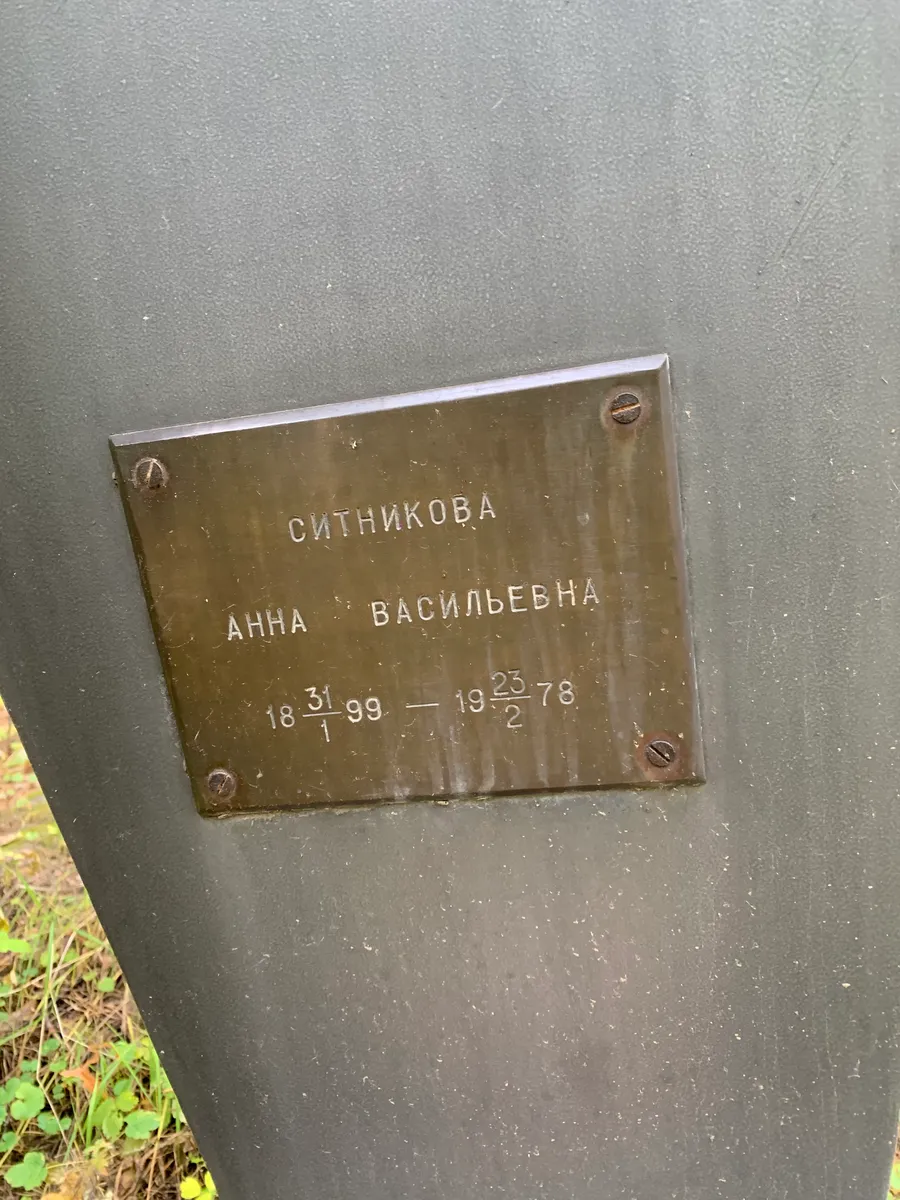 СИТНИКОВА
АННА ВАСИЛЬЕВНА
18 31/1 99 — 19 23/2 78